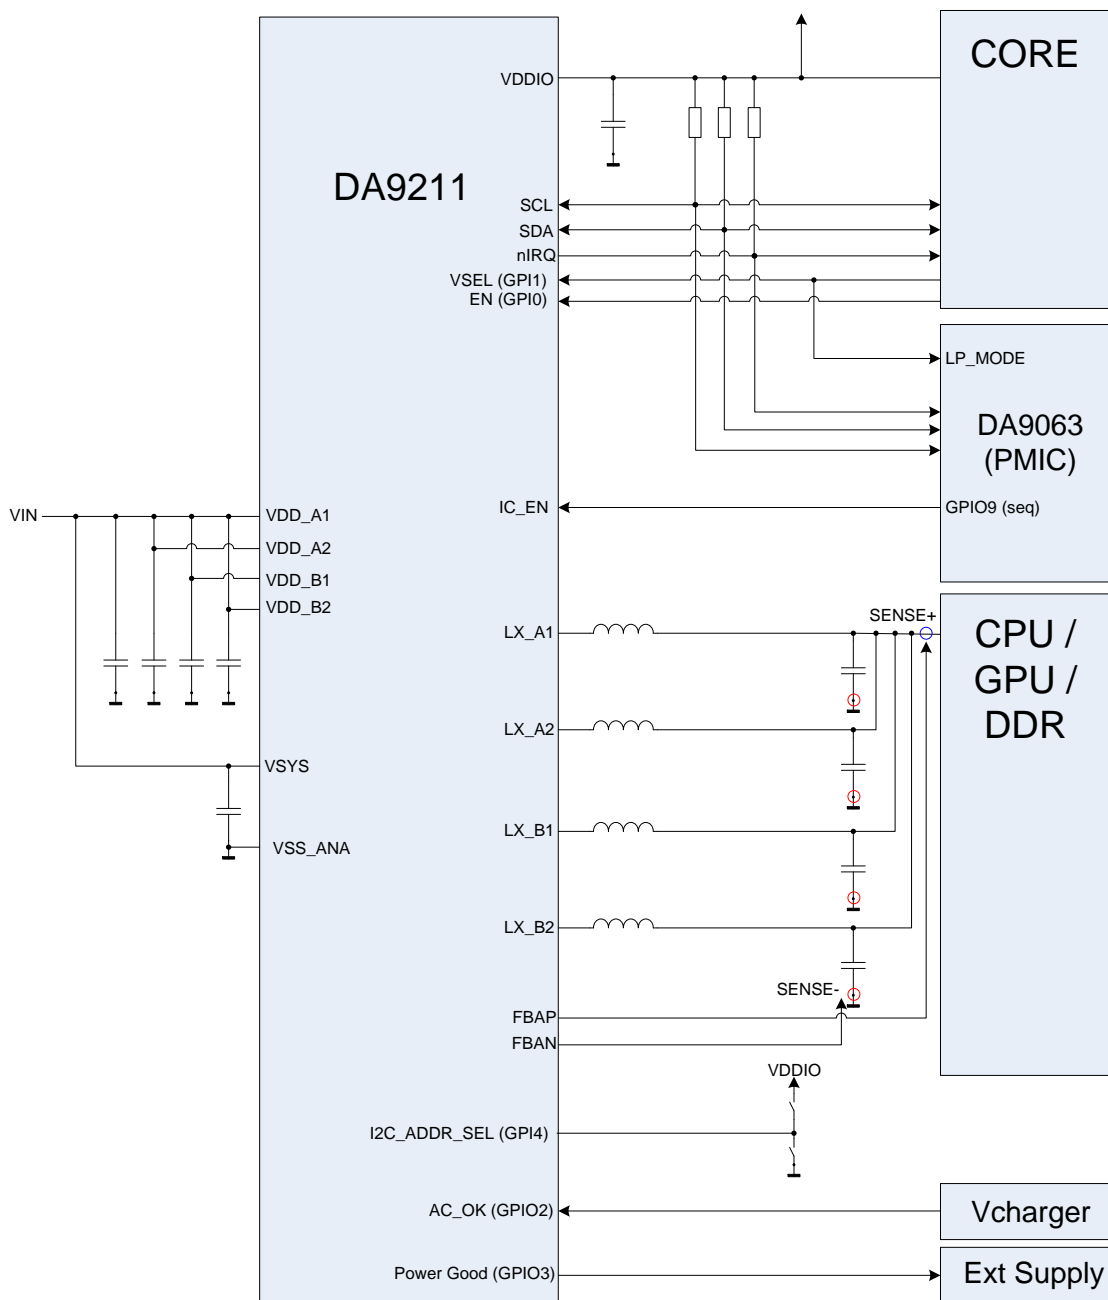 CORE
VDDIO
DA9211
SCL
SDA
nIRQ
VSEL (GPI1)
EN (GPI0)
LP_MODE
DA9063
(PMIC)
VIN
VDD_A1
IC_EN
GPIO9 (seq)
VDD_A2
VDD_B1
VDD_B2
SENSE+
LX_A1
CPU /
GPU /
DDR
LX_A2
VSYS
LX_B1
VSS_ANA
LX_B2
SENSE-
FBAP
FBAN
VDDIO
I2C_ADDR_SEL (GPI4)
AC_OK (GPIO2)
Vcharger
Power Good (GPIO3)
Ext Supply